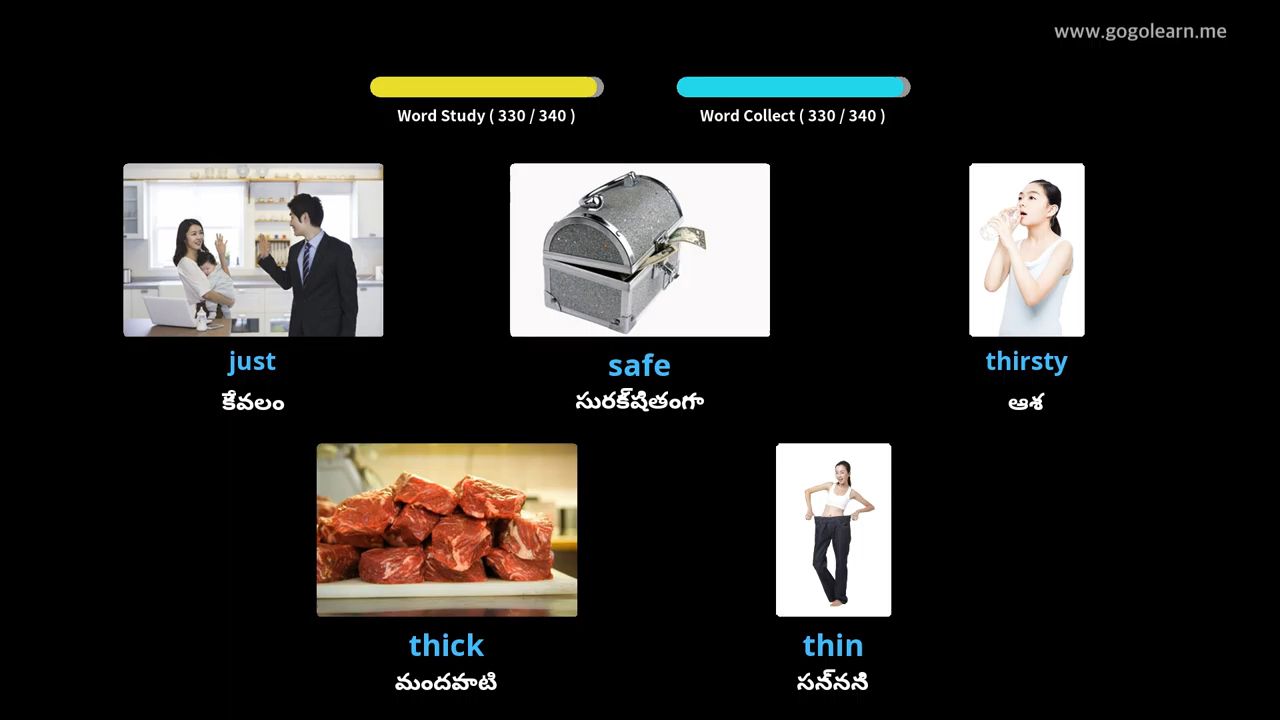 www.gogolearn.me
Word Study ( 330 / 340 )
Word Collect ( 330 / 340 )
just
కేవలం
safe
సురక్‌షితంగా
thirsty
ఆశ
thick
మందపాటి
thin
సన్‌నని